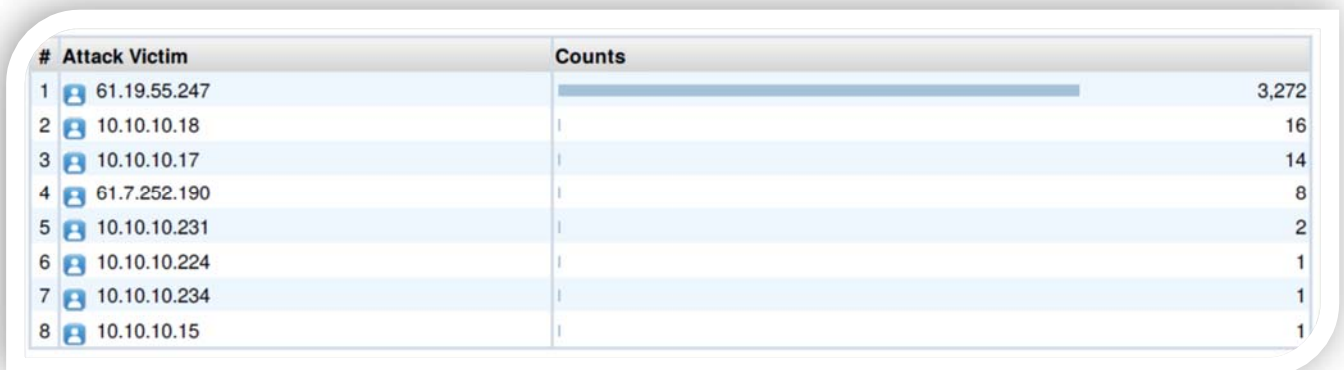 # Attack Victim Counts
1 61.19.55.247 3,272
2 10.10.10.18 16
3 10.10.10.17 14
4 61.7.252.190 8
5 10.10.10.231 2
6 10.10.10.224 1
7 10.10.10.234 1
8 10.10.10.15 1